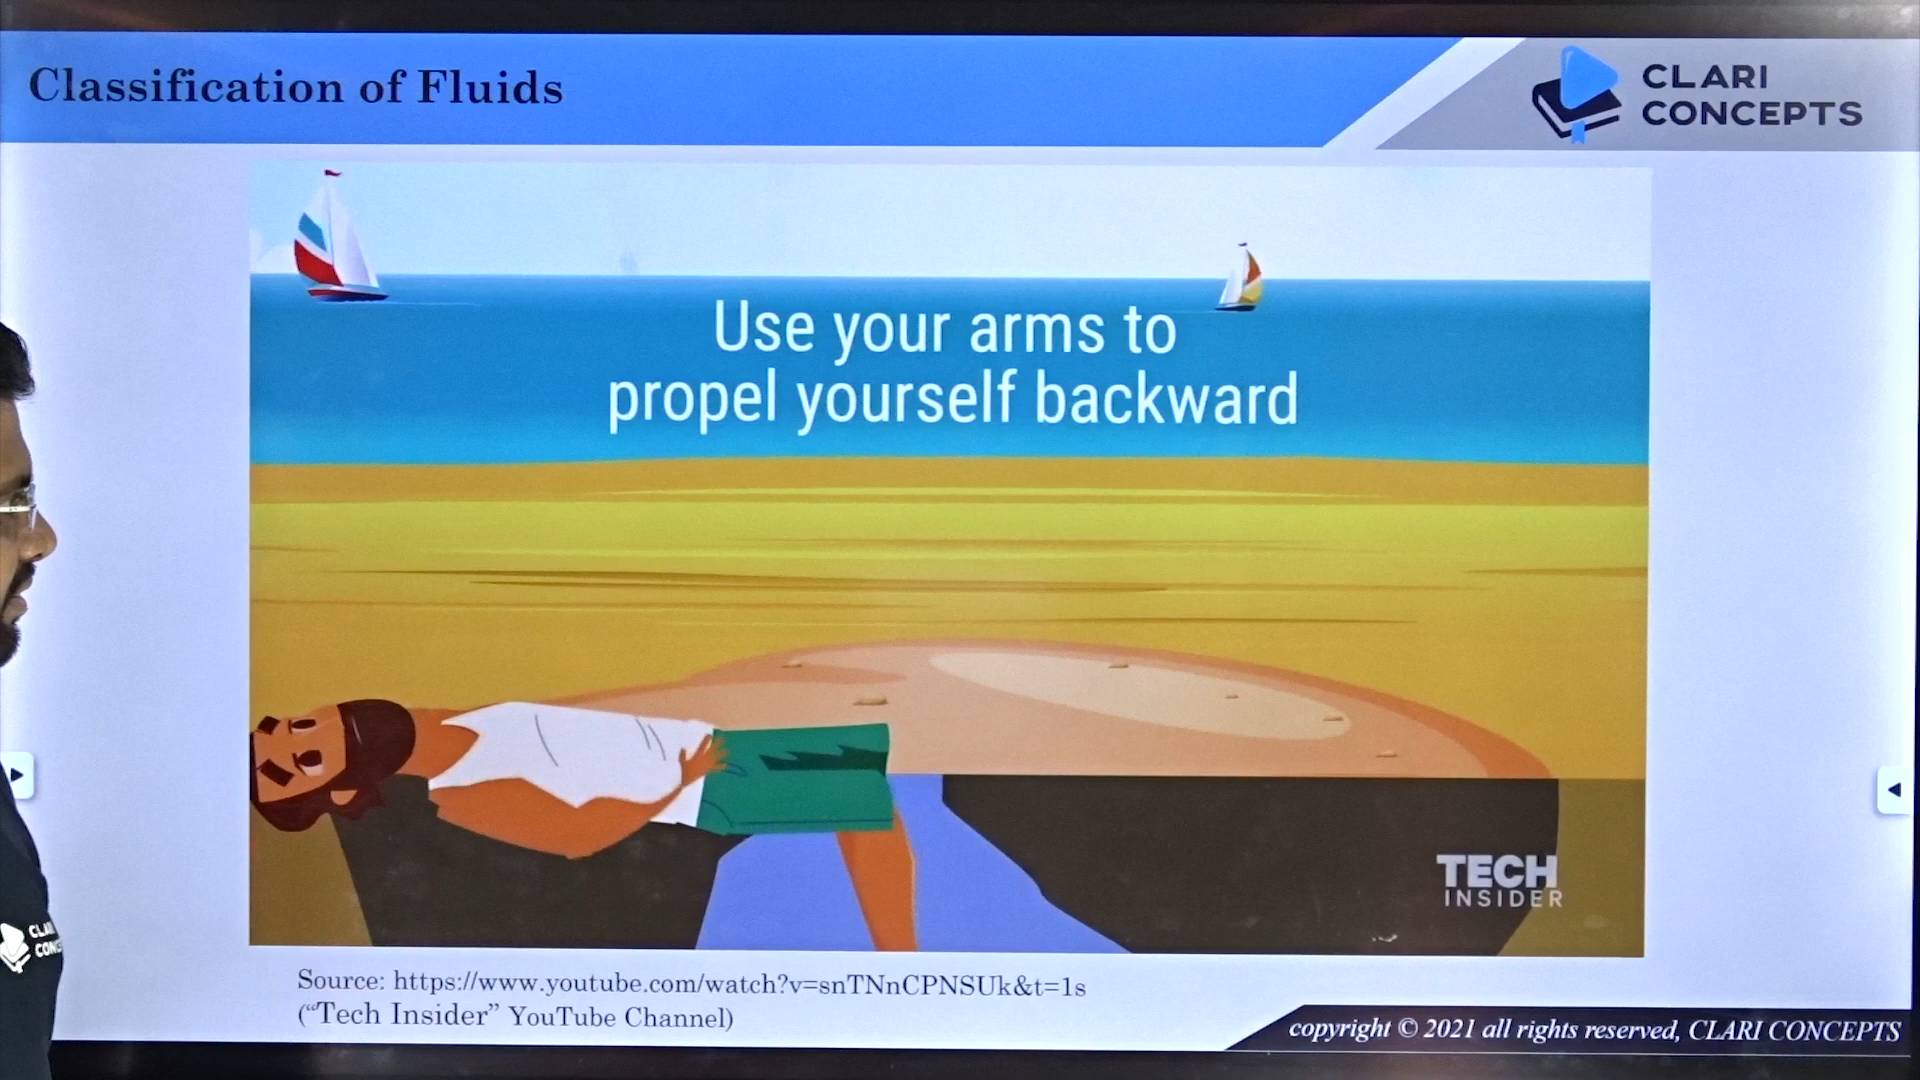 Classification of Fluids
CLARI
CONCEPTS
Use your arms to
propel yourself backward
TECH
INSIDER
Source: https://www.youtube.com/watch?v=snTNnCPNSUk&t=1s
(“Tech Insider” YouTube Channel)
copyright © 2021 all rights reserved, CLARI CONCEPTS